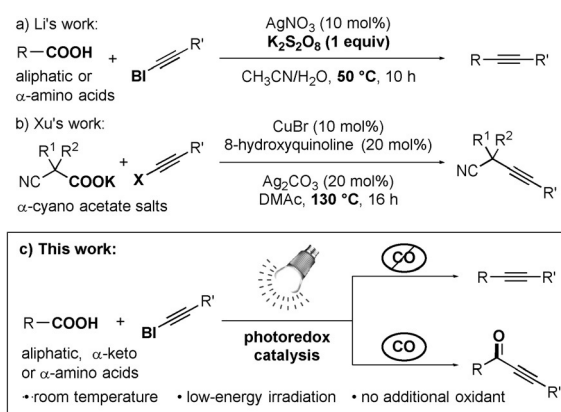 a) Li's work:
AgNO₃ (10 mol%)
K₂S₂O₈ (1 equiv)
R—COOH + BI R'
CH₃CN/H₂O, 50 °C, 10 h
R R'
aliphatic or
α-amino acids
b) Xu's work:
CuBr (10 mol%)
8-hydroxyquinoline (20 mol%)
R¹ R²
NC COOK + X R'
Ag₂CO₃ (20 mol%)
DMAc, 130 °C, 16 h
R¹ R²
NC R'
α-cyano acetate salts
c) This work:
CO
R R'
R—COOH + BI R'
photoredox
catalysis
CO
O
R R'
aliphatic, α-keto
or α-amino acids
•room temperature • low-energy irradiation • no additional oxidant